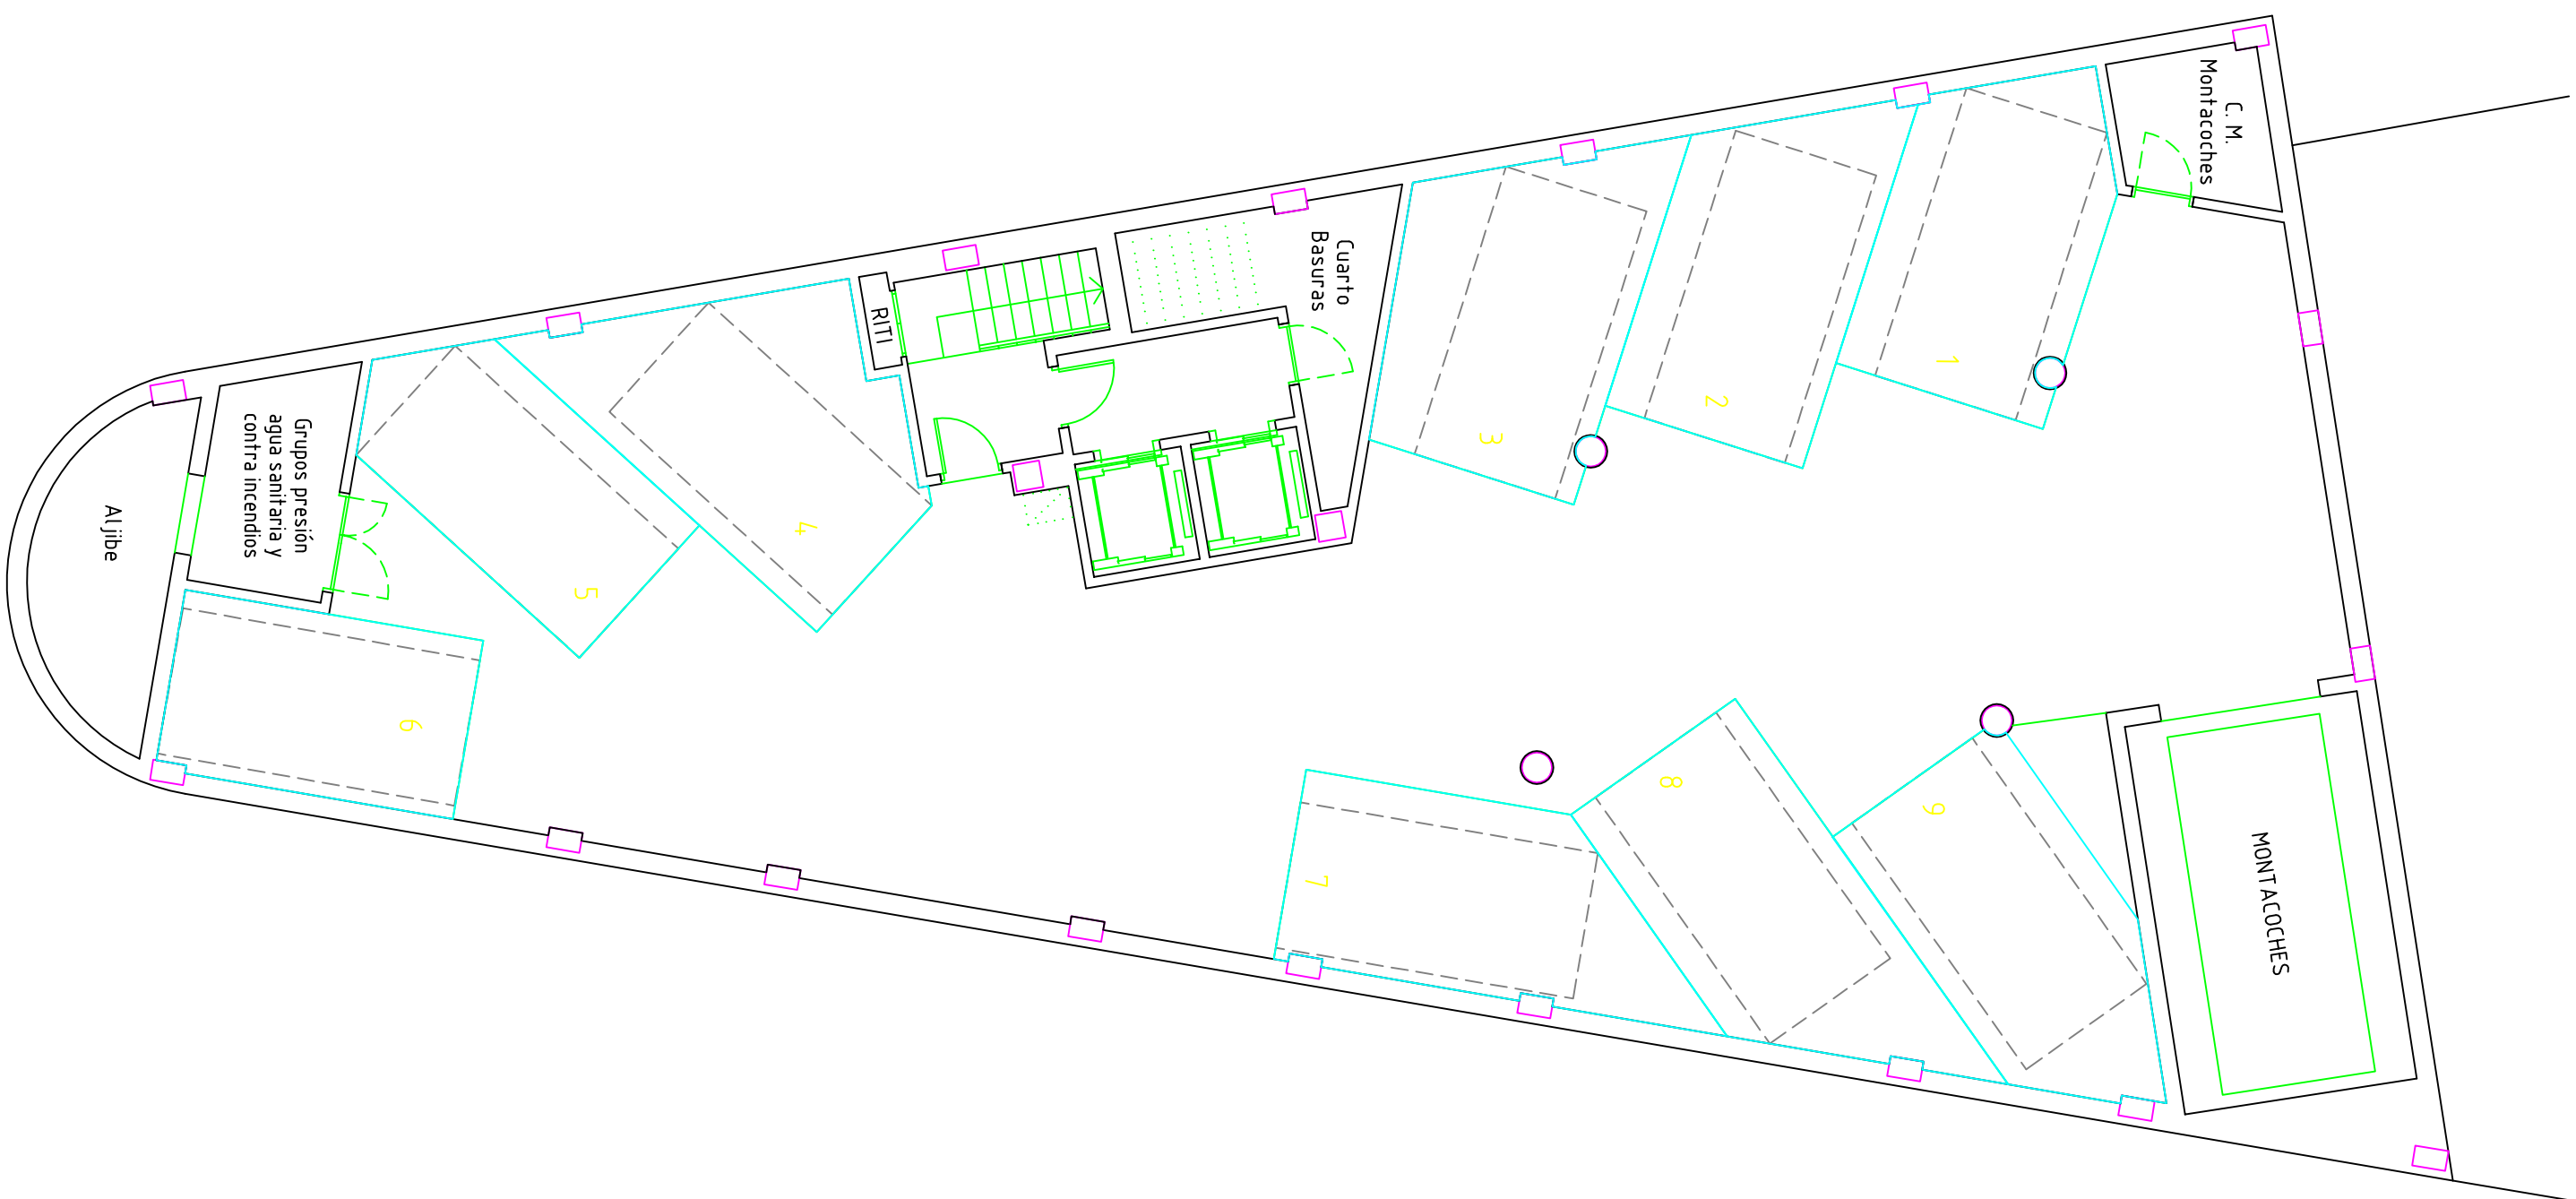 C. M.
Montacoches
Cuarto
Basuras
RITI
Grupos presión
agua sanitaria y
contra incendios
Aljibe
MONTACOCHES
1
2
3
4
5
6
7
8
9